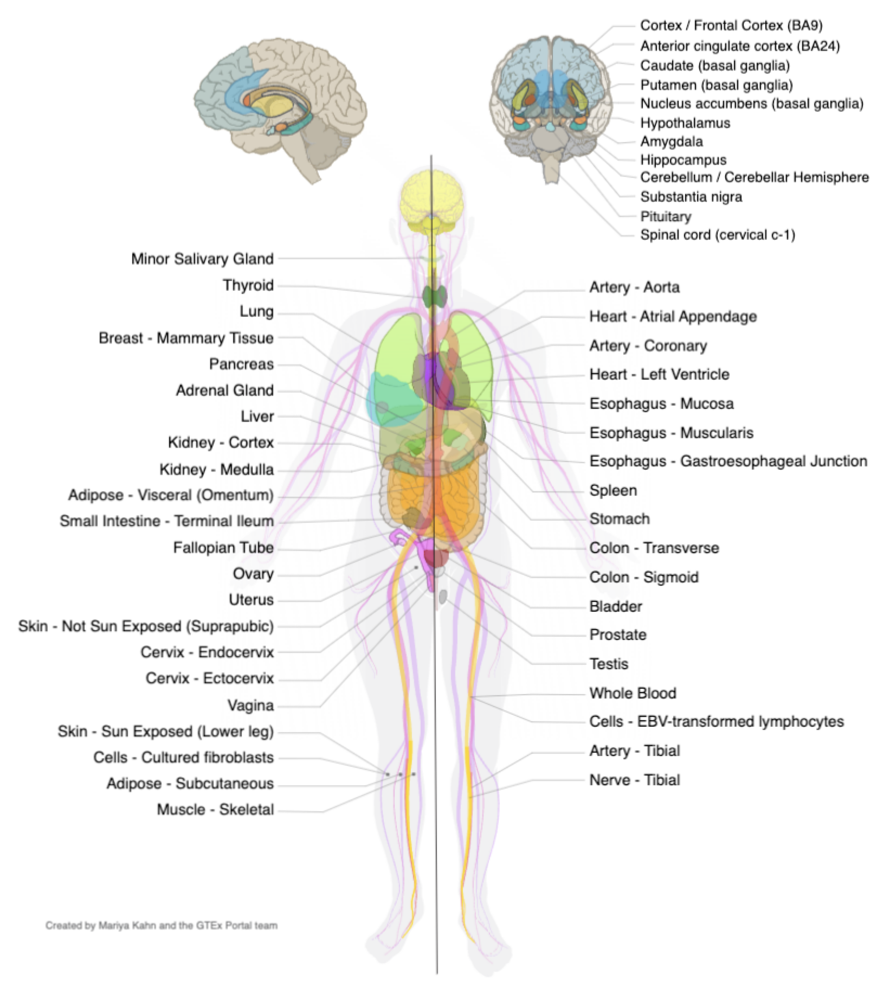 Cortex / Frontal Cortex (BA9)
Anterior cingulate cortex (BA24)
Caudate (basal ganglia)
Putamen (basal ganglia)
Nucleus accumbens (basal ganglia)
Hypothalamus
Amygdala
Hippocampus
Cerebellum / Cerebellar Hemisphere
Substantia nigra
Pituitary
Spinal cord (cervical c-1)
Minor Salivary Gland
Thyroid
Lung
Breast - Mammary Tissue
Pancreas
Adrenal Gland
Liver
Kidney - Cortex
Kidney - Medulla
Adipose - Visceral (Omentum)
Small Intestine - Terminal Ileum
Fallopian Tube
Ovary
Uterus
Skin - Not Sun Exposed (Suprapubic)
Cervix - Endocervix
Cervix - Ectocervix
Vagina
Skin - Sun Exposed (Lower leg)
Cells - Cultured fibroblasts
Adipose - Subcutaneous
Muscle - Skeletal
Artery - Aorta
Heart - Atrial Appendage
Artery - Coronary
Heart - Left Ventricle
Esophagus - Mucosa
Esophagus - Muscularis
Esophagus - Gastroesophageal Junction
Spleen
Stomach
Colon - Transverse
Colon - Sigmoid
Bladder
Prostate
Testis
Whole Blood
Cells - EBV-transformed lymphocytes
Artery - Tibial
Nerve - Tibial
Created by Mariya Kahn and the GTEx Portal team